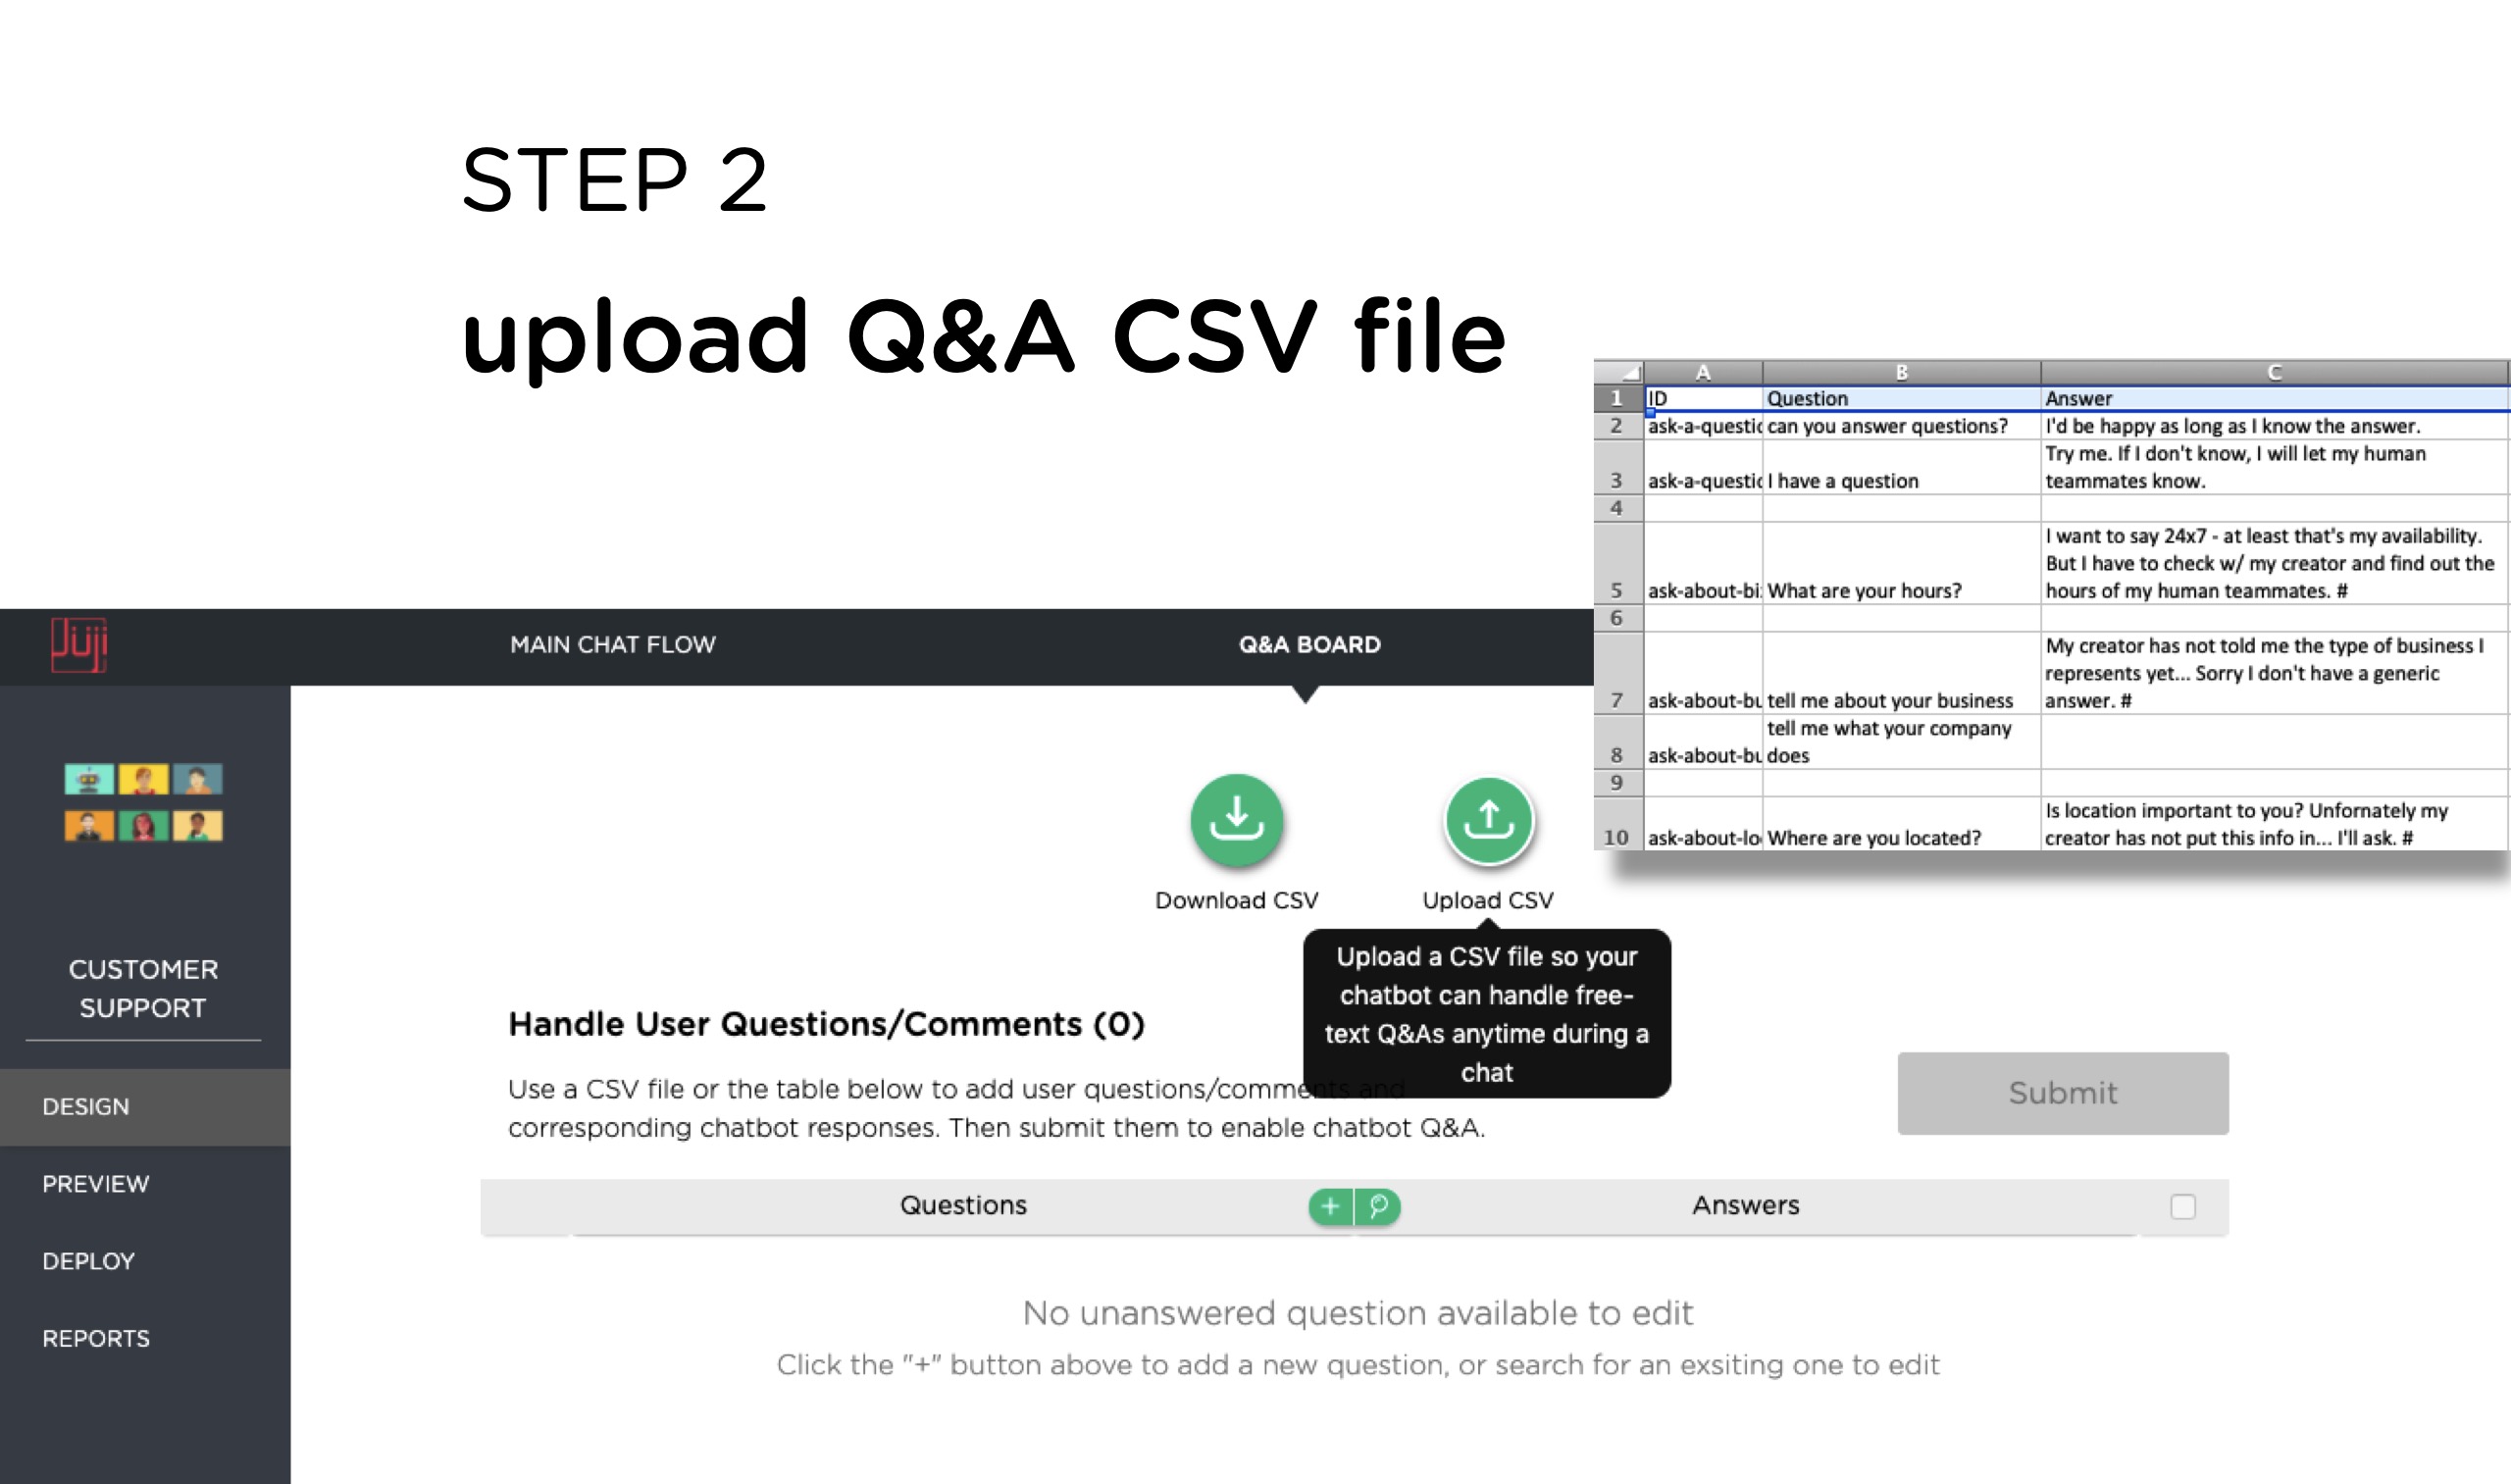 STEP 2
upload Q&A CSV file
A B C
1 ID Question Answer
2 ask-a-questio can you answer questions? I'd be happy as long as I know the answer.
Try me. If I don't know, I will let my human
3 ask-a-questio I have a question teammates know.
4
I want to say 24x7 - at least that's my availability.
But I have to check w/ my creator and find out the
5 ask-about-bi What are your hours? hours of my human teammates. #
6
My creator has not told me the type of business I
represents yet... Sorry I don't have a generic
7 ask-about-bu tell me about your business answer. #
tell me what your company
8 ask-about-bu does
9
Is location important to you? Unfornately my
10 ask-about-lo Where are you located? creator has not put this info in... I'll ask. #
Juji
MAIN CHAT FLOW
Q&A BOARD
CUSTOMER
SUPPORT
DESIGN
PREVIEW
DEPLOY
REPORTS
Download CSV
Upload CSV
Upload a CSV file so your
chatbot can handle free-
text Q&As anytime during a
chat
Handle User Questions/Comments (0)
Use a CSV file or the table below to add user questions/comments and
corresponding chatbot responses. Then submit them to enable chatbot Q&A.
Submit
Questions
+
Answers
No unanswered question available to edit
Click the "+" button above to add a new question, or search for an exsiting one to edit